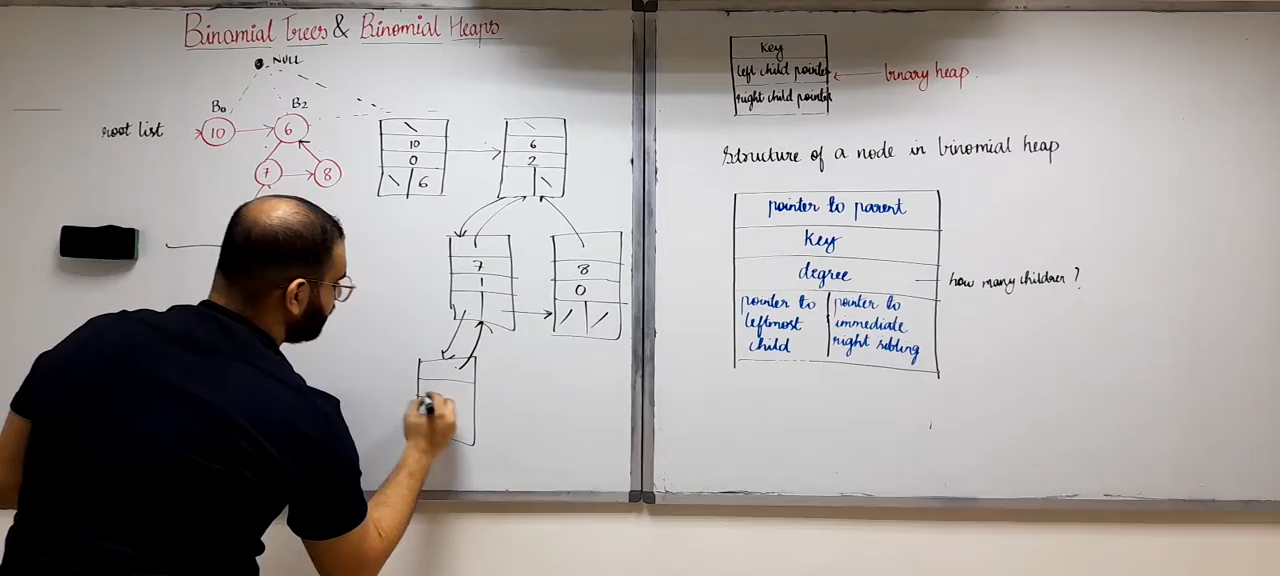 Binomial Trees & Binomial Heaps
NULL
B0
B2
root list
10
6
7
8
10
0
6
6
2
7
1
8
0
key
left child pointer
right child pointer
binary heap.
Structure of a node in binomial heap
pointer to parent
key
degree
how many children?
pointer to
leftmost
child
pointer to
immediate
right sibling